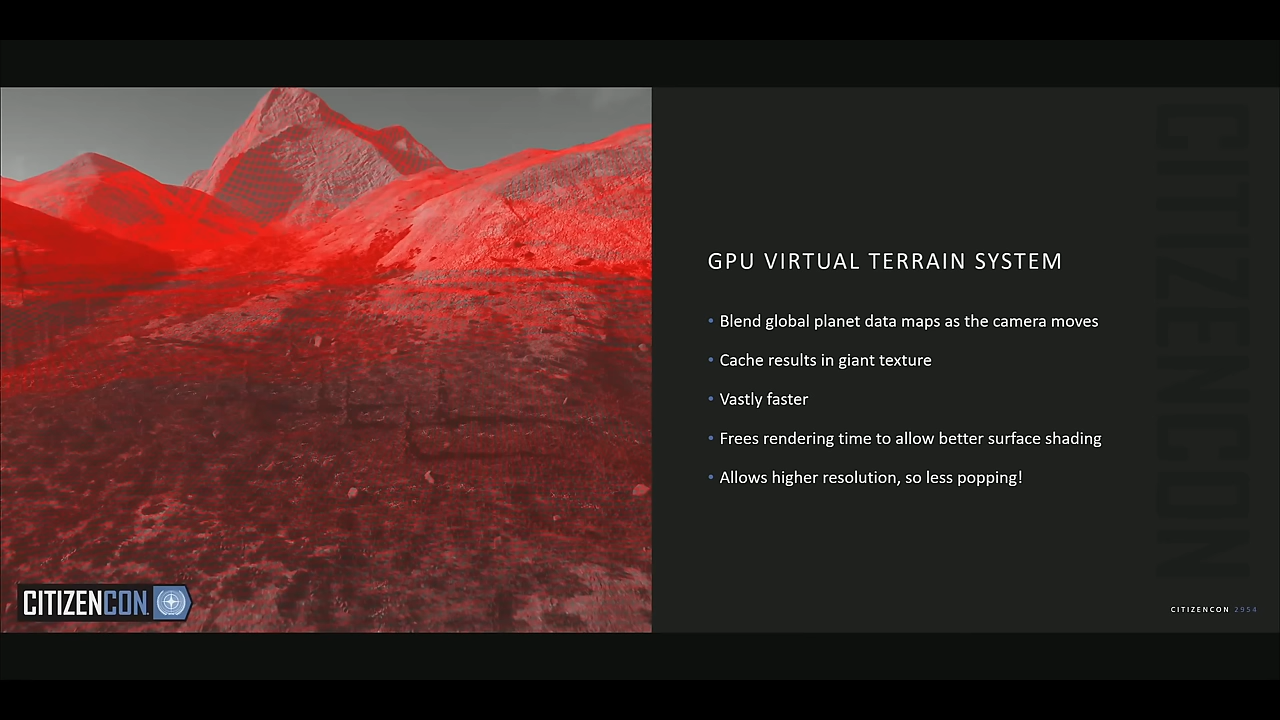 GPU VIRTUAL TERRAIN SYSTEM
• Blend global planet data maps as the camera moves
• Cache results in giant texture
• Vastly faster
• Frees rendering time to allow better surface shading
• Allows higher resolution, so less popping!
CITIZENCON
CITIZENCON
CITIZENCON 2954